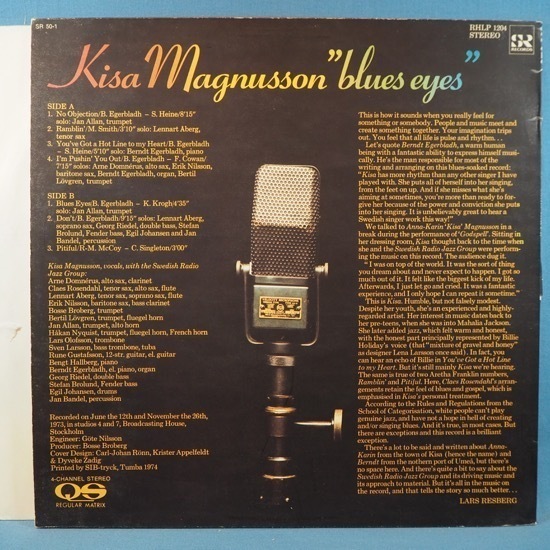 SR 50-1
RHLP 1204
STEREO
SR
RECORDS
Kisa Magnusson "blues eyes"
SIDE A
1. No Objection/B. Egerbladh – S. Heine/8'15"
solo: Jan Allan, trumpet
2. Ramblin'/M. Smith/3'10" solo: Lennart Aberg,
tenor sax
3. You've Got a Hot Line to my Heart/B. Egerbladh
– S. Heine/5'10" solo: Berndt Egerbladh, piano
4. I'm Pushin' You Out/B. Egerbladh – F. Cowan/
7'15" solos: Arne Domnérus, alto sax, Erik Nilsson,
baritone sax, Berndt Egerbladh, organ, Bertil
Lövgren, trumpet
SIDE B
1. Blues Eyes/B. Egerbladh – K. Krogh/4'35"
solo: Jan Allan, trumpet
2. Don't/B. Egerbladh/9'15" solos: Lennart Aberg,
soprano sax, Georg Riedel, double bass, Stefan
Brolund, Fender bass, Egil Johansen and Jan
Bandel, percussion
3. Pitiful/R-M. McCoy – C. Singleton/3'00"
Kisa Magnusson, vocals, with the Swedish Radio
Jazz Group:
Arne Domnérus, alto sax, clarinet
Claes Rosendahl, tenor sax, alto sax, flute
Lennart Aberg, tenor sax, soprano sax, flute
Erik Nilsson, baritone sax, bass clarinet
Bosse Broberg, trumpet
Bertil Lövgren, trumpet, fluegel horn
Jan Allan, trumpet, alto horn
Håkan Nyqvist, trumpet, fluegel horn, French horn
Lars Olofsson, trombone
Sven Larsson, bass trombone, tuba
Rune Gustafsson, 12-str. guitar, el. guitar
Bengt Hallberg, piano
Berndt Egerbladh, el. piano, organ
Georg Riedel, double bass
Stefan Brolund, Fender bass
Egil Johansen, drums
Jan Bandel, percussion
Recorded on June the 12th and November the 26th,
1973, in studios 4 and 7, Broadcasting House,
Stockholm
Engineer: Göte Nilsson
Producer: Bosse Broberg
Cover Design: Carl-Johan Rönn, Krister Appelfeldt
& Dyveke Zadig
Printed by SIB-tryck, Tumba 1974
4-CHANNEL STEREO
QS
REGULAR MATRIX
This is how it sounds when you really feel for
something or somebody. People and music meet and
create something together. Your imagination trips
out. You feel that all life is pulse and rhythm. . .
Let's quote Berndt Egerbladh, a warm human
being with a fantastic ability to express himself musi-
cally. He's the man responsible for most of the
writing and arranging on this blues-soaked record:
"Kisa has more rhythm than any other singer I have
played with. She puts all of herself into her singing,
from the feet on up. And if she misses what she's
aiming at sometimes, you're more than ready to for-
give her because of the power and conviction she puts
into her singing. It is unbelievably great to hear a
Swedish singer work this way!"
We talked to Anna-Karin 'Kisa' Magnusson in a
break during the performance of 'Godspell'. Sitting in
her dressing room, Kisa thought back to the time when
she and the Swedish Radio Jazz Group were perform-
ing the music on this record. The audience dug it.
"I was on top of the world. It was the sort of thing
you dream about and never expect to happen. I got so
much out of it. It felt like the biggest kick of my life.
Afterwards, I just let go and cried. It was a fantastic
experience, and I only hope I can repeat it sometime."
This is Kisa. Humble, but not falsely modest.
Despite her youth, she's an experienced and highly-
regarded artist. Her interest in music dates back to
her pre-teens, when she was into Mahalia Jackson.
She later added jazz, which felt warm and honest,
with the honest part principally represented by Billie
Holiday's voice (that "mixture of gravel and honey"
as designer Lena Larsson once said). In fact, you
can hear an echo of Billie in You've Got a Hot Line
to my Heart. But it's still mainly Kisa we're hearing.
The same is true of two Aretha Franklin numbers,
Ramblin' and Pitiful. Here, Claes Rosendahl's arran-
gements retain the feel of blues and gospel, which is
emphasised in Kisa's personal treatment.
According to the Rules and Regulations from the
School of Categorisation, white people can't play
genuine jazz, and have not a hope in hell of creating
and/or singing blues. And it's true, in most cases. But
there are exceptions and this record is a brilliant
exception.
There's a lot to be said and written about Anna-
Karin from the town of Kisa (hence the name) and
Berndt from the nothern port of Umeå, but there's
no space here. And there's quite a bit to say about the
Swedish Radio Jazz Group and its driving music and
its approach to material. But it's all in the music on
the record, and that tells the story so much better. . .
LARS RESBERG